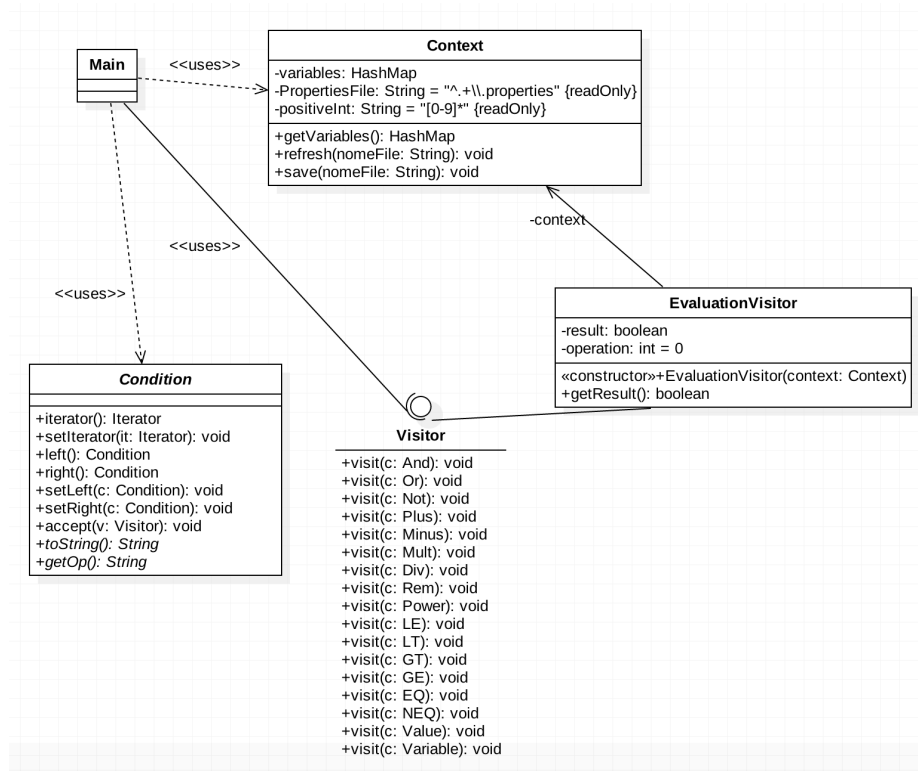 Main
<<uses>>
Context
-variables: HashMap
-PropertiesFile: String = "^.+\\.properties" {readOnly}
-positiveInt: String = "[0-9]*" {readOnly}
+getVariables(): HashMap
+refresh(nomeFile: String): void
+save(nomeFile: String): void
-context
<<uses>>
<<uses>>
EvaluationVisitor
-result: boolean
-operation: int = 0
«constructor»+EvaluationVisitor(context: Context)
+getResult(): boolean
Condition
+iterator(): Iterator
+setIterator(it: Iterator): void
+left(): Condition
+right(): Condition
+setLeft(c: Condition): void
+setRight(c: Condition): void
+accept(v: Visitor): void
+toString(): String
+getOp(): String
Visitor
+visit(c: And): void
+visit(c: Or): void
+visit(c: Not): void
+visit(c: Plus): void
+visit(c: Minus): void
+visit(c: Mult): void
+visit(c: Div): void
+visit(c: Rem): void
+visit(c: Power): void
+visit(c: LE): void
+visit(c: LT): void
+visit(c: GT): void
+visit(c: GE): void
+visit(c: EQ): void
+visit(c: NEQ): void
+visit(c: Value): void
+visit(c: Variable): void